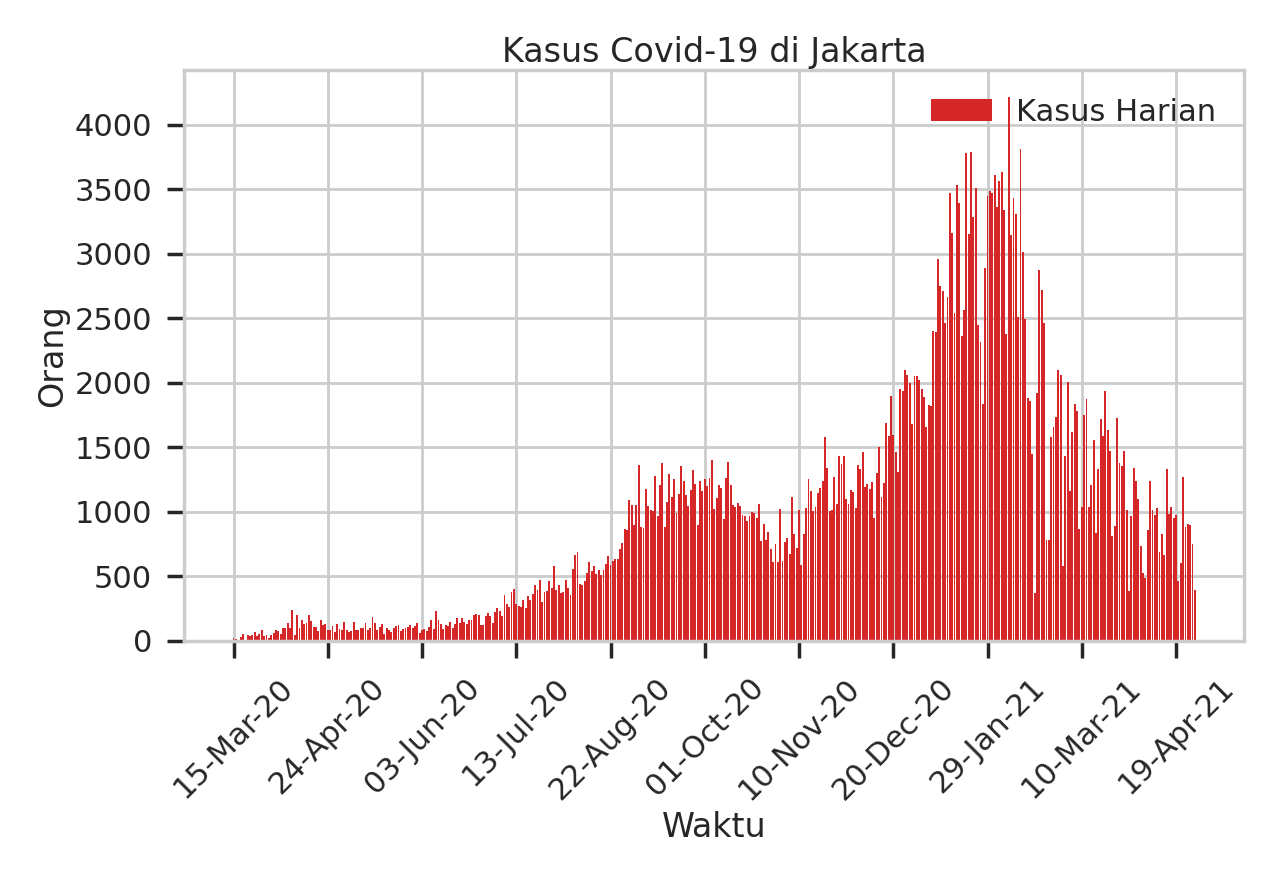 Kasus Covid-19 di Jakarta
Kasus Harian
Orang
4000
3500
3000
2500
2000
1500
1000
500
0
15-Mar-20
24-Apr-20
03-Jun-20
13-Jul-20
22-Aug-20
01-Oct-20
10-Nov-20
20-Dec-20
29-Jan-21
10-Mar-21
19-Apr-21
Waktu